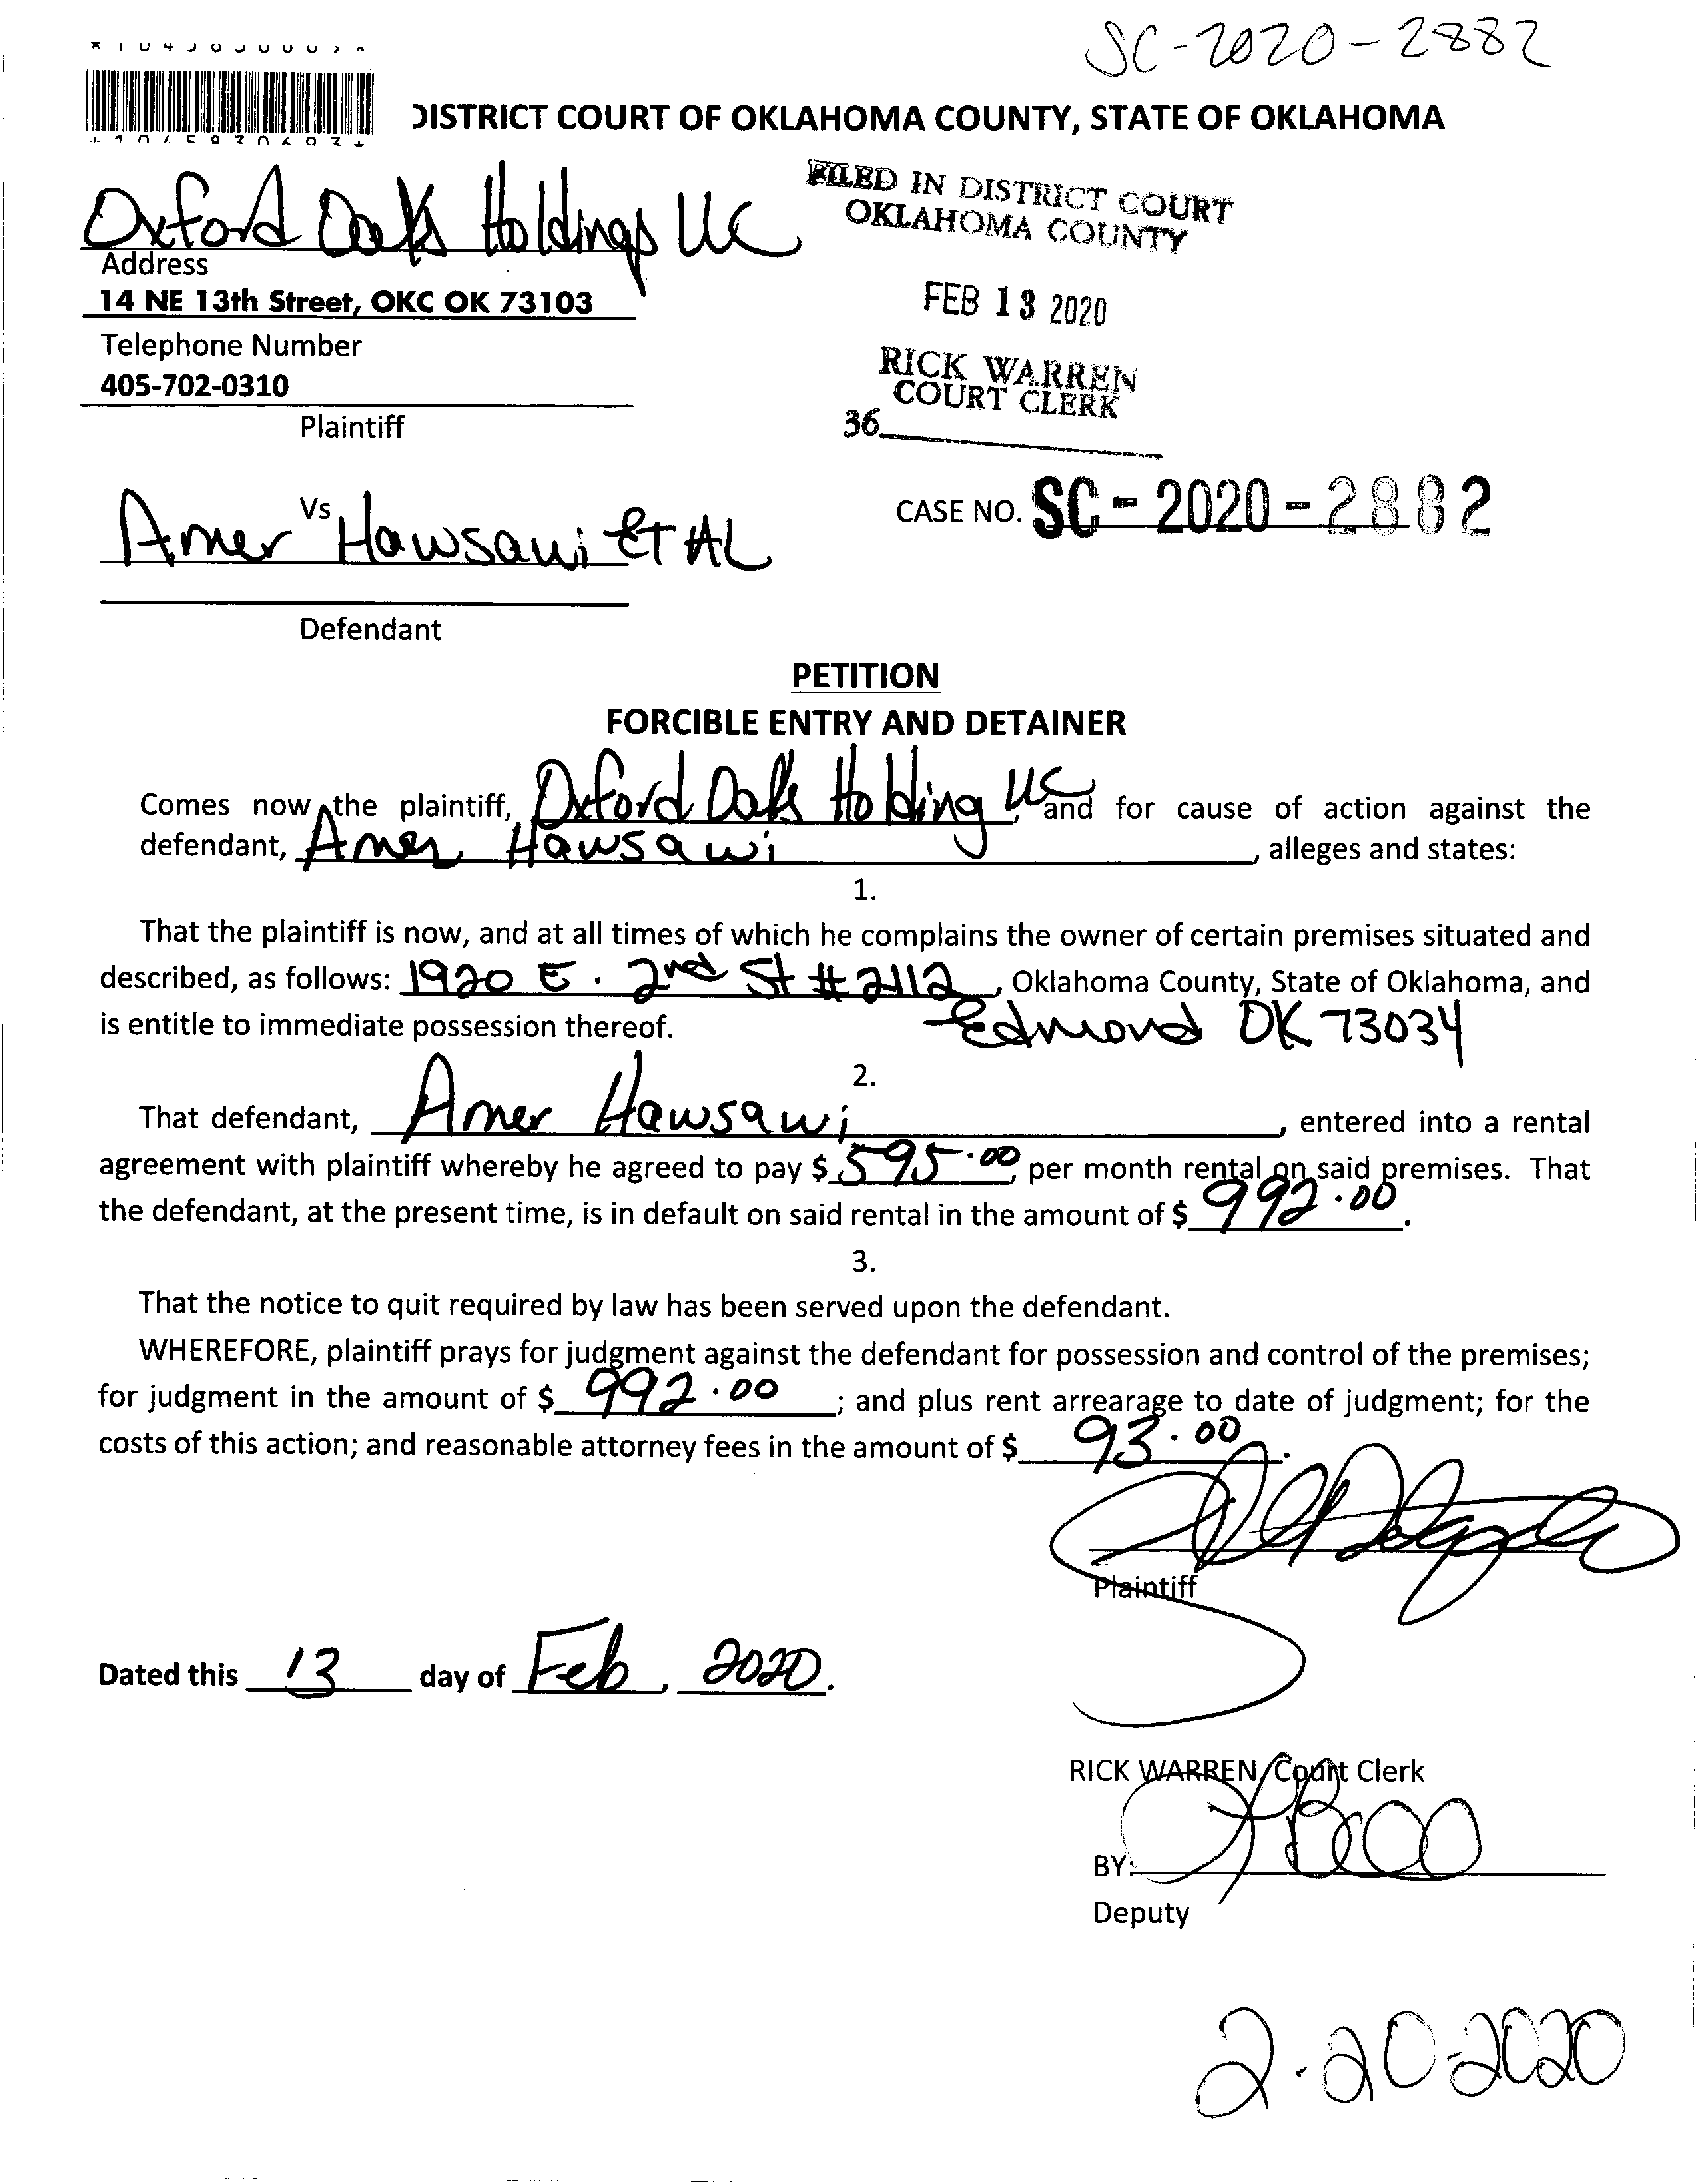 SC-2020-2882
DISTRICT COURT OF OKLAHOMA COUNTY, STATE OF OKLAHOMA
Oxford Oaks Holdings LLC
FILED IN DISTRICT COURT
OKLAHOMA COUNTY
Address
14 NE 13th Street, OKC OK 73103
FEB 13 2020
Telephone Number
405-702-0310
RICK WARREN
COURT CLERK
Plaintiff
36
Vs
Amer Hawsawi ET AL
CASE NO. SC-2020-2882
Defendant
PETITION
FORCIBLE ENTRY AND DETAINER
Comes now the plaintiff, Oxford Oaks Holding LLC, and for cause of action against the
defendant, Amer Hawsawi, alleges and states:
1.
That the plaintiff is now, and at all times of which he complains the owner of certain premises situated and
described, as follows: 1920 E. 2nd St #2112, Oklahoma County, State of Oklahoma, and
is entitle to immediate possession thereof. Edmond OK 73034
2.
That defendant, Amer Hawsawi, entered into a rental
agreement with plaintiff whereby he agreed to pay $ 595.00, per month rental on said premises. That
the defendant, at the present time, is in default on said rental in the amount of $ 992.00.
3.
That the notice to quit required by law has been served upon the defendant.
WHEREFORE, plaintiff prays for judgment against the defendant for possession and control of the premises;
for judgment in the amount of $ 992.00; and plus rent arrearage to date of judgment; for the
costs of this action; and reasonable attorney fees in the amount of $ 93.00.
Plaintiff
Dated this 13 day of Feb, 2020.
RICK WARREN, Court Clerk
BY:
Deputy
2-20-2020